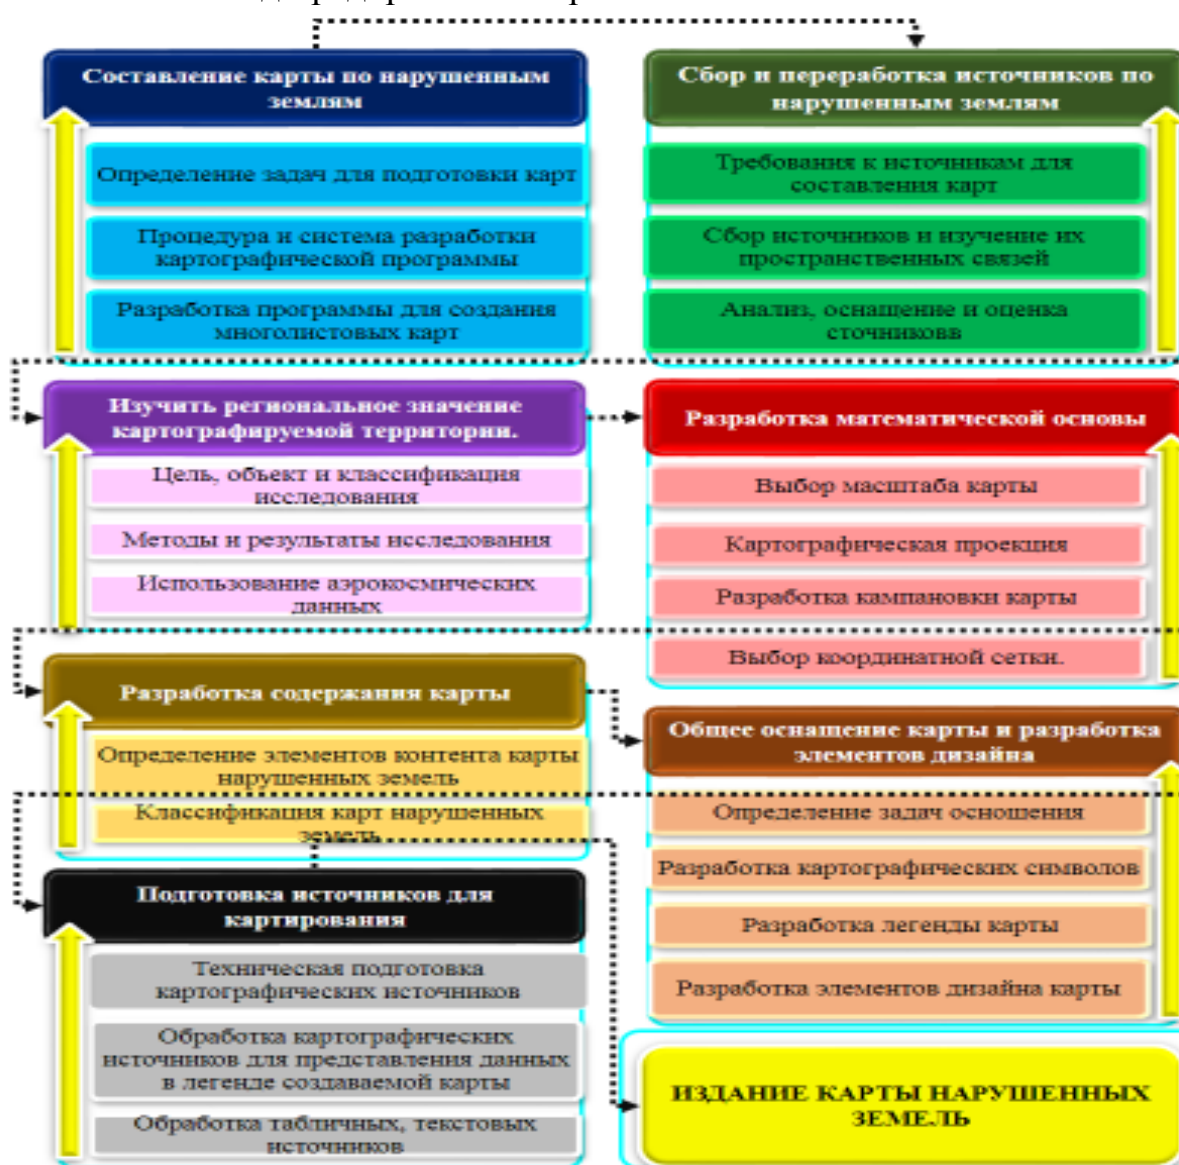 Составление карты по нарушенным
землям
Определение задач для подготовки карт
Процедура и система разработки
картографической программы
Разработка программы для создания
многолистовых карт
Сбор и переработка источников по
нарушенным землям
Требования к источникам для
составления карт
Сбор источников и изучение их
пространственных связей
Анализ, оснащение и оценка
сточниковв
Изучить региональное значение
картографируемой территории.
Цель, объект и классификация
исследования
Методы и результаты исследования
Использование аэрокосмических
данных
Разработка математической основы
Выбор масштаба карты
Картографическая проекция
Разработка кампановки карты
Выбор координатной сетки.
Разработка содержания карты
Определение элементов контента карты
нарушенных земель
Классификация карт нарушенных
земель
Общее оснащение карты и разработка
элементов дизайна
Определение задач осношения
Разработка картографических символов
Разработка легенды карты
Разработка элементов дизайна карты
Подготовка источников для
картирования
Техническая подготовка
картографических источников
Обработка картографических
источников для представления данных
в легенде создаваемой карты
Обработка табличных, текстовых
источников
ИЗДАНИЕ КАРТЫ НАРУШЕННЫХ
ЗЕМЕЛЬ